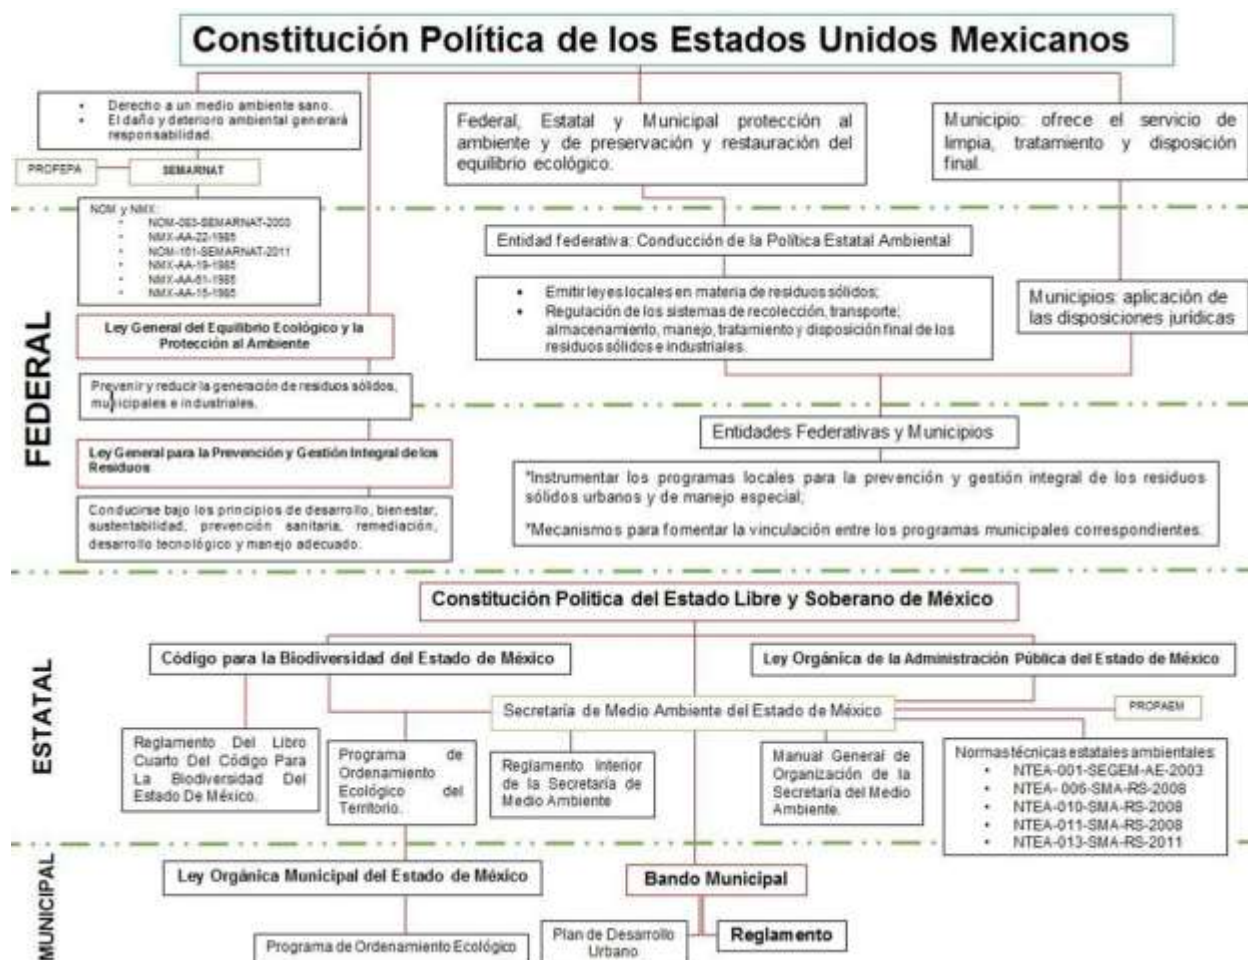 Constitución Política de los Estados Unidos Mexicanos
• Derecho a un medio ambiente sano.
• El daño y deterioro ambiental generará
responsabilidad.
PROFEPA
SEMARNAT
NOM y NMX:
• NOM-083-SEMARNAT-2003
• NMX-AA-22-1985
• NOM-161-SEMARNAT-2011
• NMX-AA-19-1985
• NMX-AA-61-1985
• NMX-AA-15-1985
Federal, Estatal y Municipal protección al
ambiente y de preservación y restauración del
equilibrio ecológico.
Municipio: ofrece el servicio de
limpia, tratamiento y disposición
final.
FEDERAL
Entidad federativa: Conducción de la Política Estatal Ambiental
• Emitir leyes locales en materia de residuos sólidos;
• Regulación de los sistemas de recolección, transporte;
almacenamiento, manejo, tratamiento y disposición final de los
residuos sólidos e industriales.
Municipios: aplicación de
las disposiciones jurídicas
Ley General del Equilibrio Ecológico y la
Protección al Ambiente
Prevenir y reducir la generación de residuos sólidos,
municipales e industriales.
Entidades Federativas y Municipios
Ley General para la Prevención y Gestión Integral de los
Residuos
*Instrumentar los programas locales para la prevención y gestión integral de los residuos
sólidos urbanos y de manejo especial;
*Mecanismos para fomentar la vinculación entre los programas municipales correspondientes.
Conducirse bajo los principios de desarrollo, bienestar,
sustentabilidad, prevención sanitaria, remediación,
desarrollo tecnológico y manejo adecuado.
ESTATAL
Constitución Política del Estado Libre y Soberano de México
Código para la Biodiversidad del Estado de México
Ley Orgánica de la Administración Pública del Estado de México
Secretaría de Medio Ambiente del Estado de México
PROPAEM
Reglamento Del Libro
Cuarto Del Código Para
La Biodiversidad Del
Estado De México.
Programa de
Ordenamiento
Ecológico del
Territorio.
Reglamento Interior
de la Secretaría de
Medio Ambiente
Manual General de
Organización de la
Secretaría del Medio
Ambiente.
Normas técnicas estatales ambientales
• NTEA-001-SEGEM-AE-2003
• NTEA- 006-SMA-RS-2008
• NTEA-010-SMA-RS-2008
• NTEA-011-SMA-RS-2008
• NTEA-013-SMA-RS-2011
MUNICIPAL
Ley Orgánica Municipal del Estado de México
Bando Municipal
Programa de Ordenamiento Ecológico
Plan de Desarrollo
Urbano
Reglamento